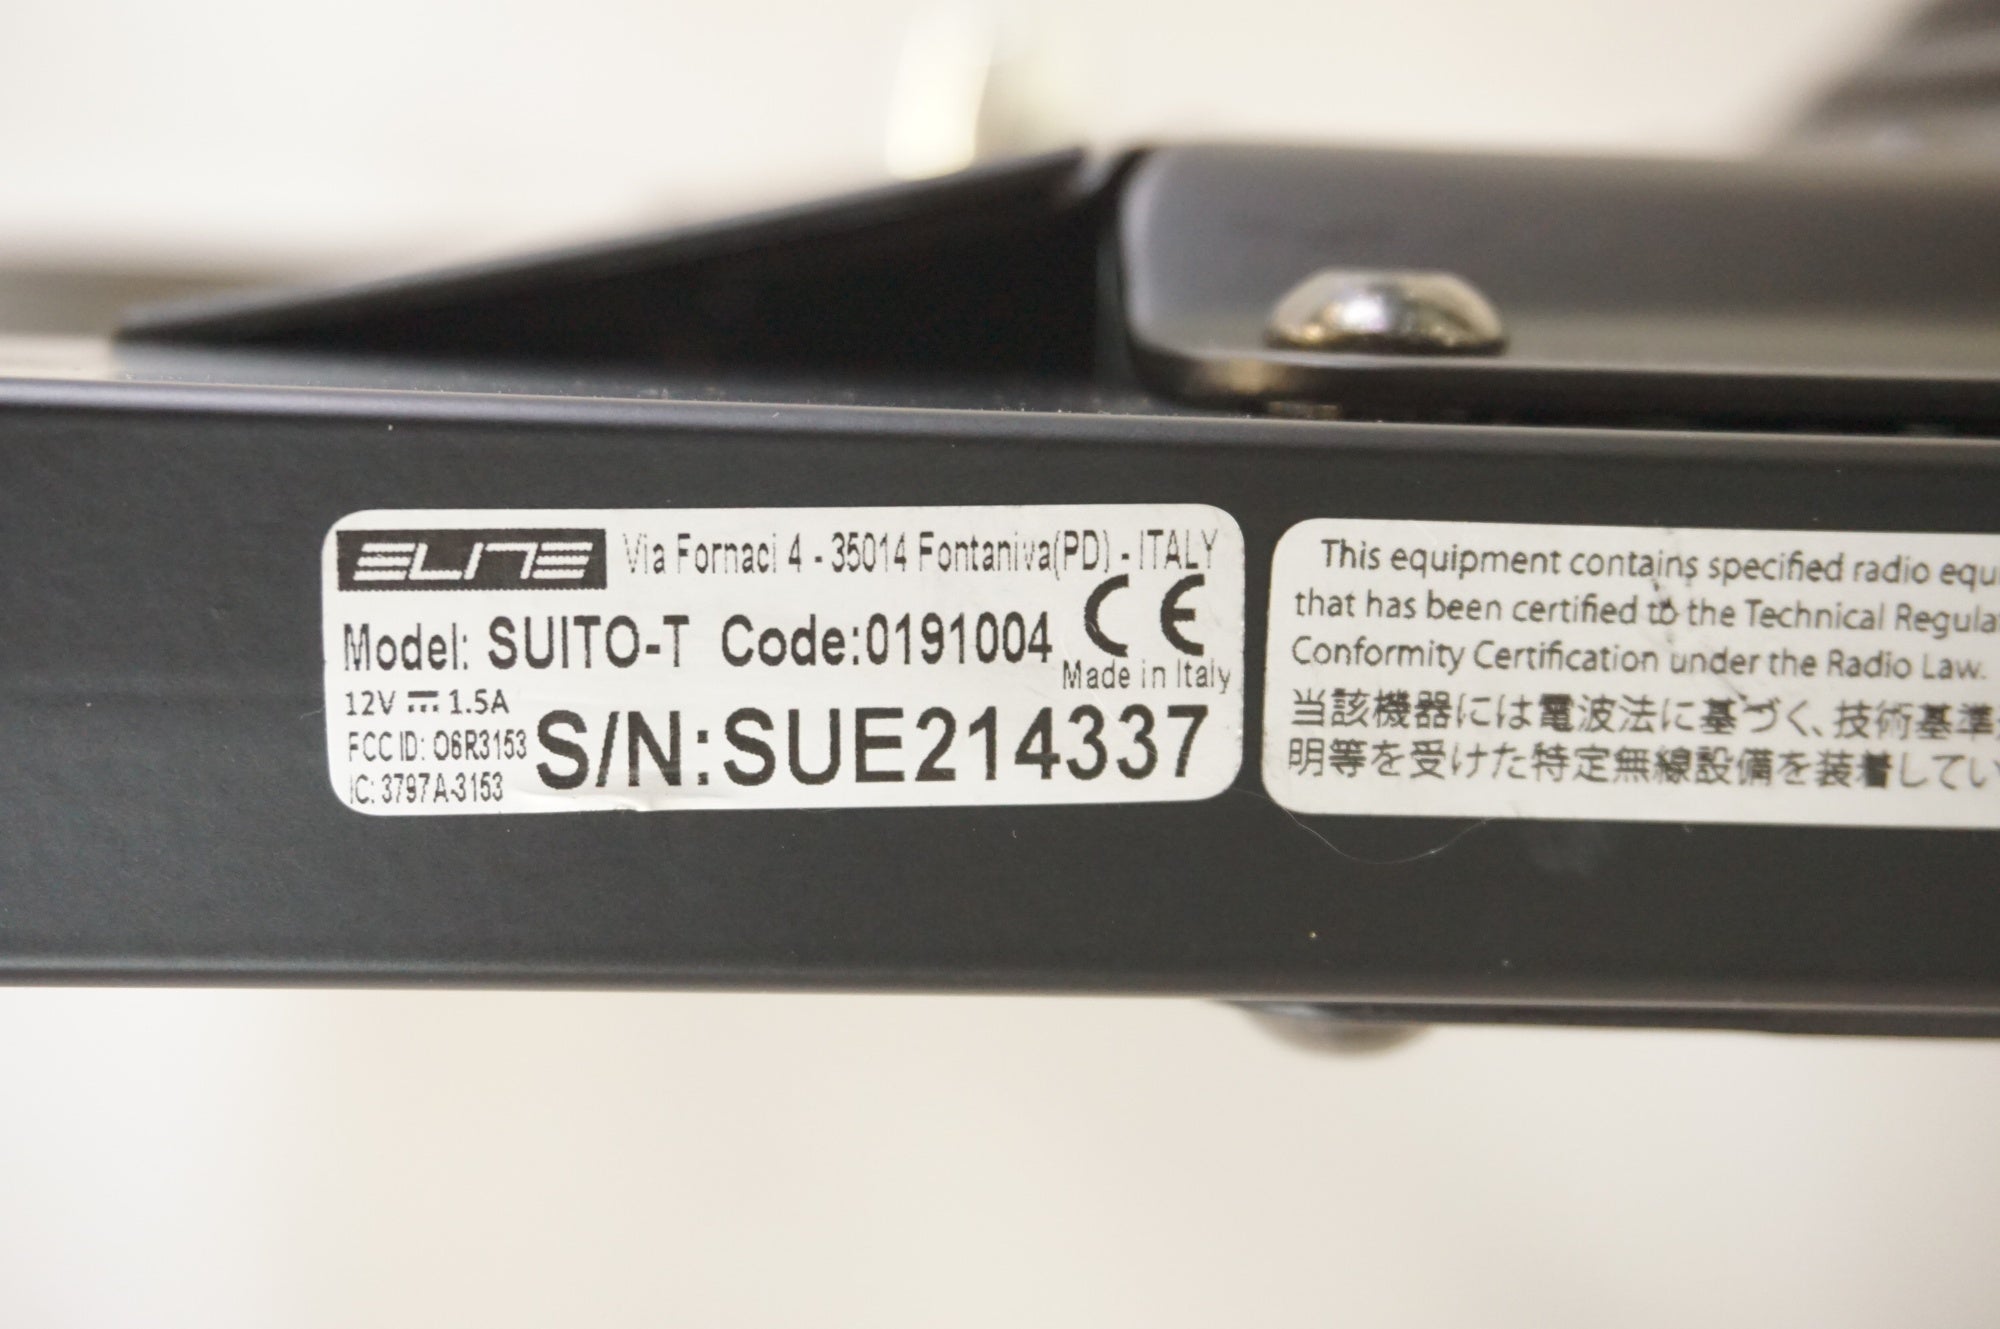 ELITE Via Fornaci 4 - 35014 Fontaniva(PD) - ITALY
Model: SUITO-T Code:0191004 CE
Made in Italy
12V 1.5A
FCC ID: O6R3153
IC: 3797A-3153
S/N:SUE214337
This equipment contains specified radio equ
that has been certified to the Technical Regula
Conformity Certification under the Radio Law.
当該機器には電波法に基づく、技術基準
明等を受けた特定無線設備を装着してい